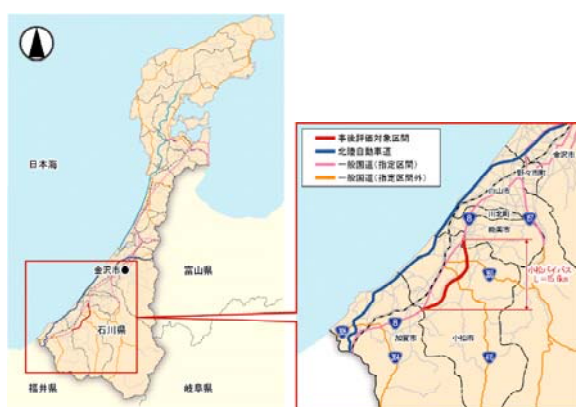 日本海
金沢市
富山県
石川県
福井県
岐阜県
事後評価対象区間
北陸自動車道
一般国道(指定区間)
一般国道(指定区間外)
金沢市
野々市町
白山市
川北町
能美市
8
小松バイパス
加賀市
小松市
8